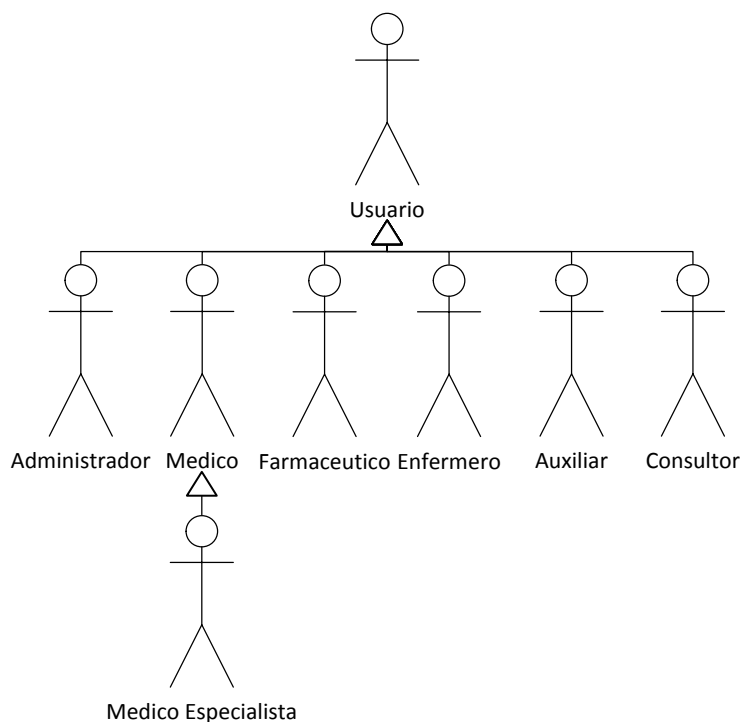 Usuario
Administrador Medico Farmaceutico Enfermero Auxiliar Consultor
Medico Especialista